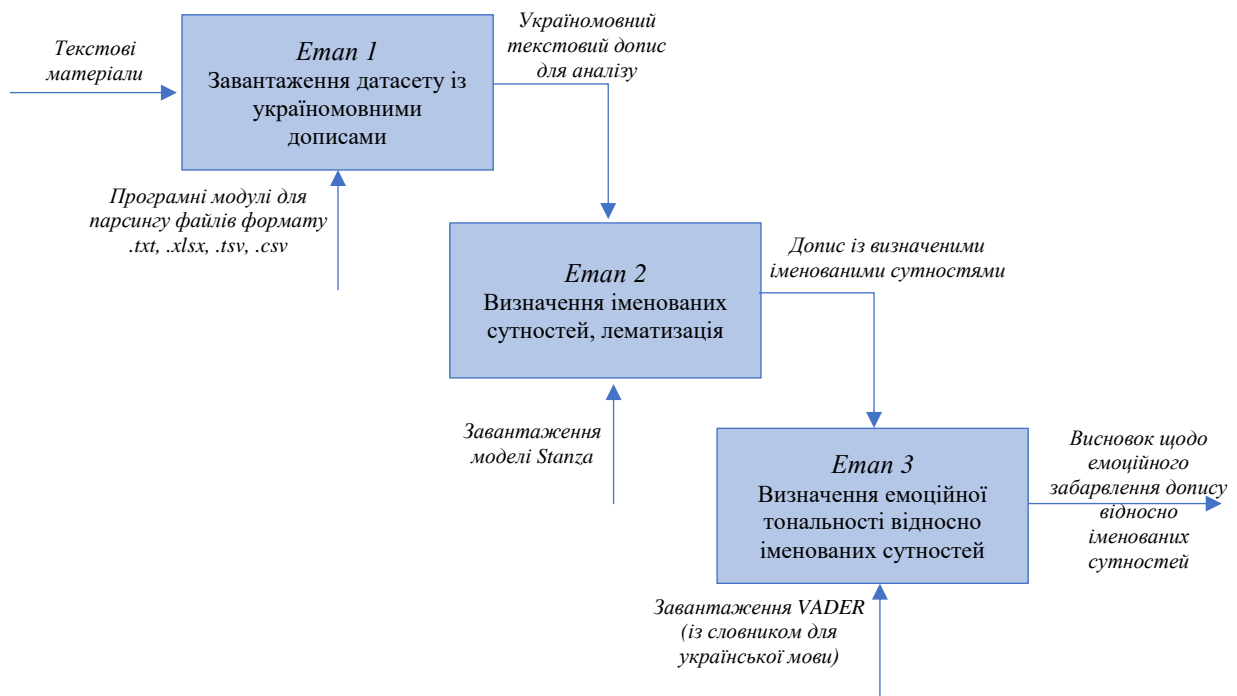 Текстові
матеріали
Етап 1
Завантаження датасету із
україномовними
дописами
Україномовний
текстовий допис
для аналізу
Програмні модулі для
парсингу файлів формату
.txt, .xlsx, .tsv, .csv
Етап 2
Визначення іменованих
сутностей, лематизація
Допис із визначеними
іменованими сутностями
Завантаження
моделі Stanza
Етап 3
Визначення емоційної
тональності відносно
іменованих сутностей
Висновок щодо
емоційного
забарвлення допису
відносно
іменованих
сутностей
Завантаження VADER
(із словником для
української мови)